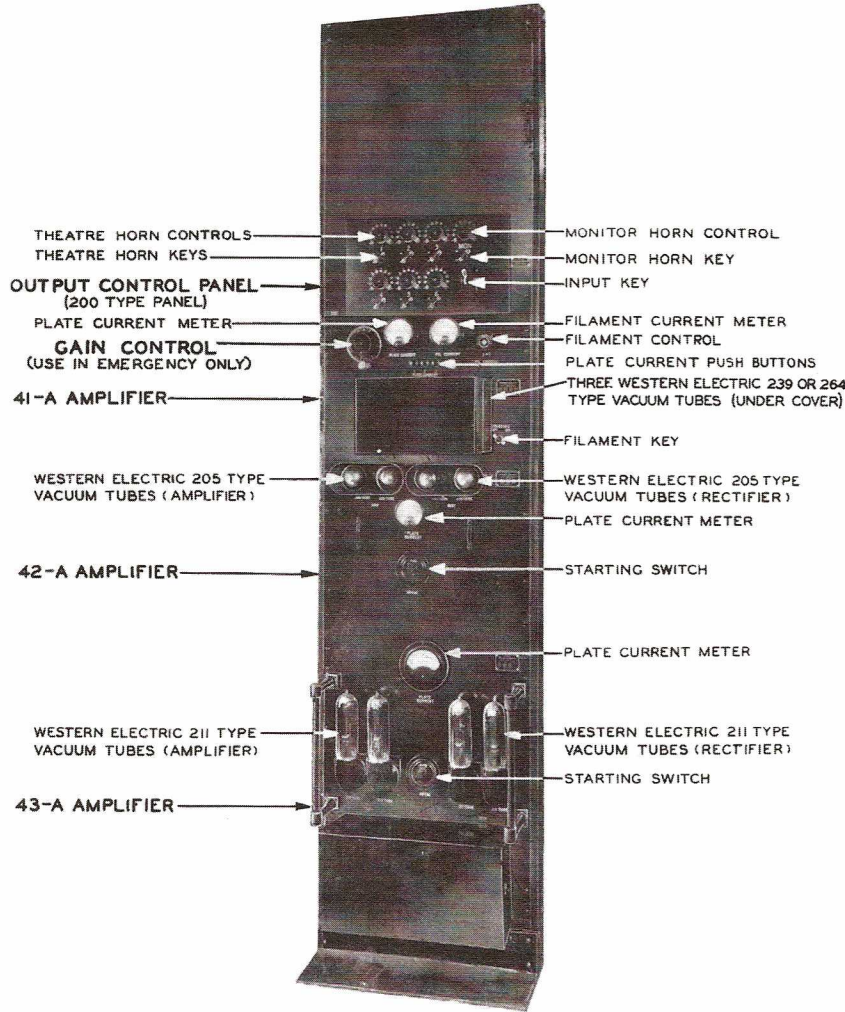 THEATRE HORN CONTROLS
MONITOR HORN CONTROL
THEATRE HORN KEYS
MONITOR HORN KEY
OUTPUT CONTROL PANEL
(200 TYPE PANEL)
INPUT KEY
PLATE CURRENT METER
FILAMENT CURRENT METER
GAIN CONTROL
(USE IN EMERGENCY ONLY)
FILAMENT CONTROL
PLATE CURRENT PUSH BUTTONS
41-A AMPLIFIER
THREE WESTERN ELECTRIC 239 OR 264
TYPE VACUUM TUBES (UNDER COVER)
FILAMENT KEY
WESTERN ELECTRIC 205 TYPE
VACUUM TUBES (AMPLIFIER)
WESTERN ELECTRIC 205 TYPE
VACUUM TUBES (RECTIFIER)
PLATE CURRENT METER
42-A AMPLIFIER
STARTING SWITCH
PLATE CURRENT METER
WESTERN ELECTRIC 211 TYPE
VACUUM TUBES (AMPLIFIER)
WESTERN ELECTRIC 211 TYPE
VACUUM TUBES (RECTIFIER)
STARTING SWITCH
43-A AMPLIFIER